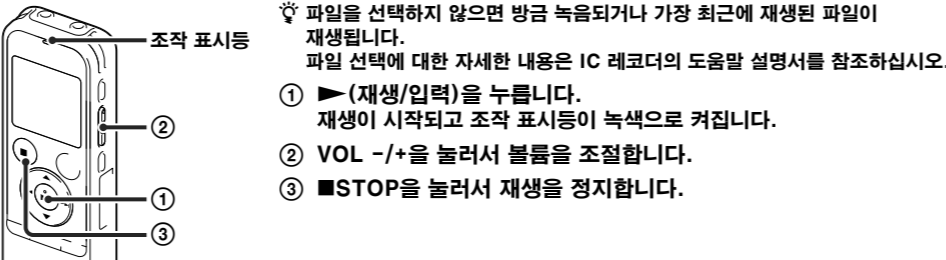 조작 표시등
②
①
③
파일을 선택하지 않으면 방금 녹음되거나 가장 최근에 재생된 파일이
재생됩니다.
파일 선택에 대한 자세한 내용은 IC 레코더의 도움말 설명서를 참조하십시오.
① ►(재생/입력)을 누릅니다.
재생이 시작되고 조작 표시등이 녹색으로 켜집니다.
② VOL -/+을 눌러서 볼륨을 조절합니다.
③ ■STOP을 눌러서 재생을 정지합니다.